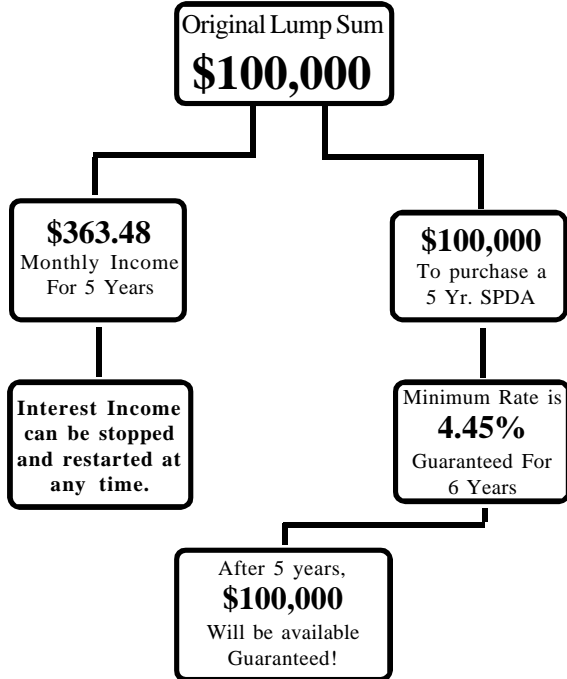 Original Lump Sum
$100,000
$363.48
Monthly Income
For 5 Years
$100,000
To purchase a
5 Yr. SPDA
Interest Income
can be stopped
and restarted at
any time.
Minimum Rate is
4.45%
Guaranteed For
6 Years
After 5 years,
$100,000
Will be available
Guaranteed!